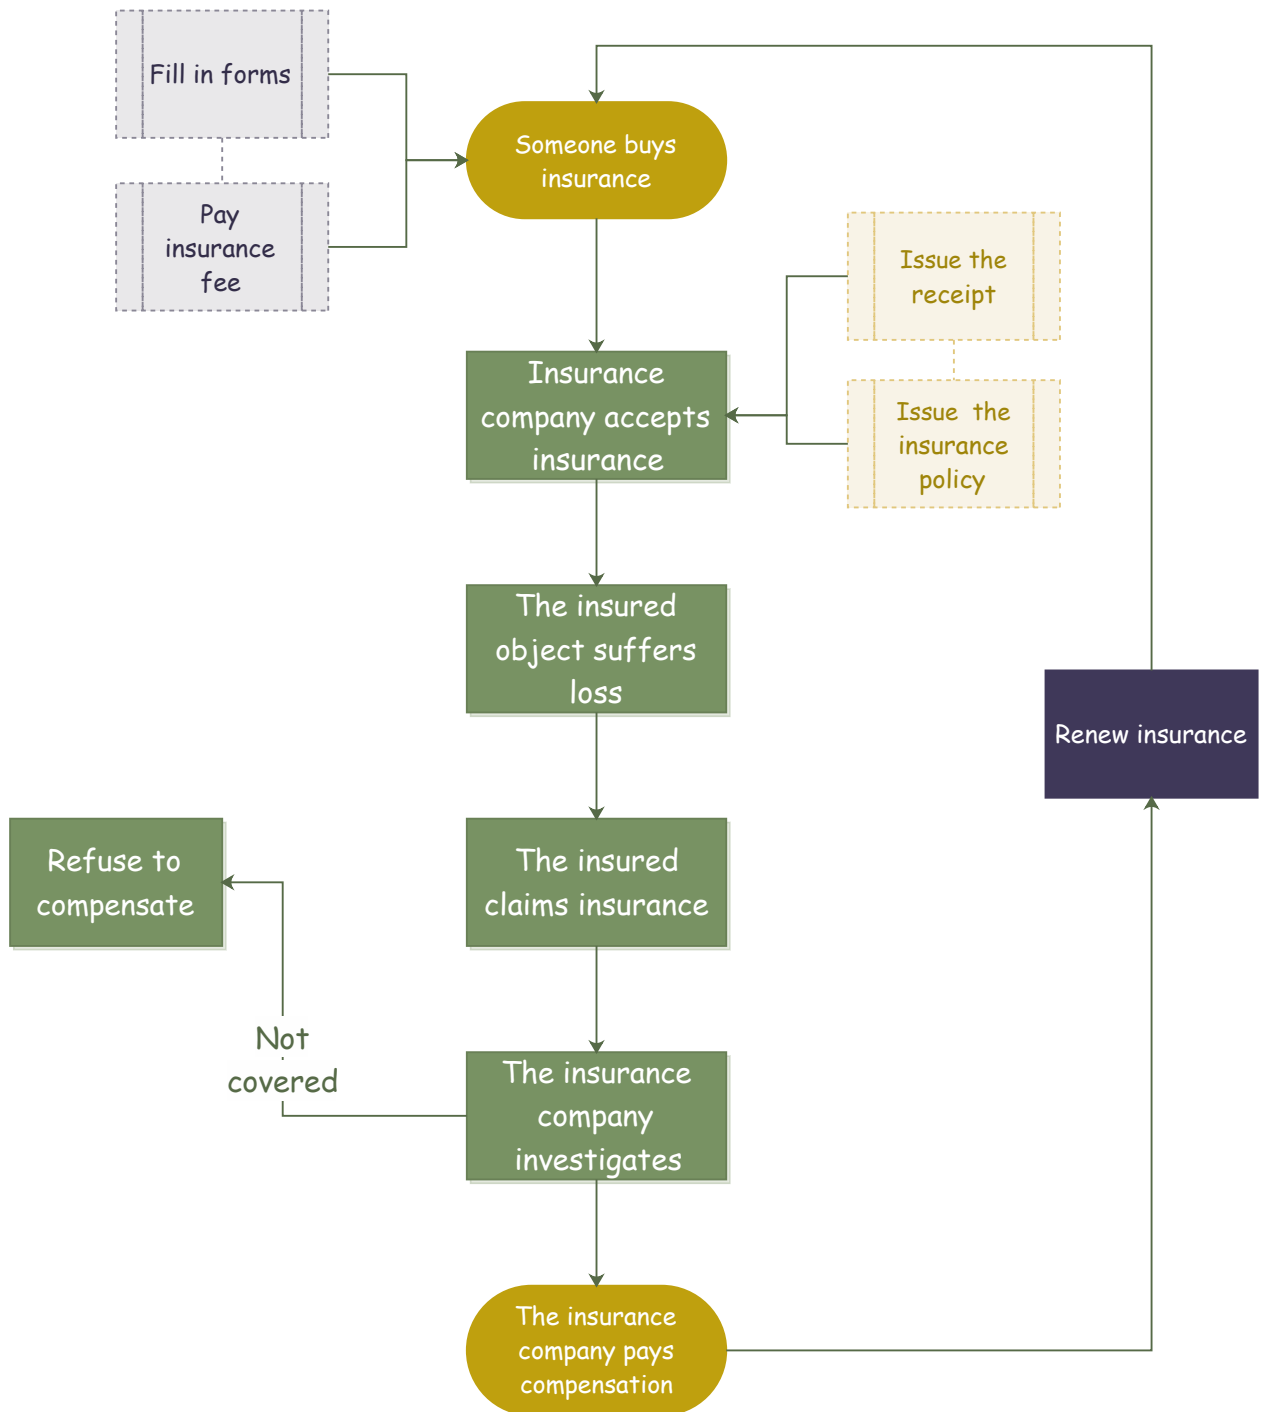 Fill in forms
Pay
insurance
fee
Someone buys
insurance
Issue the
receipt
Issue  the
insurance
policy
Insurance
company accepts
insurance
The insured
object suffers
loss
Renew insurance
The insured
claims insurance
Refuse to
compensate
Not
covered
The insurance
company
investigates
The insurance
company pays
compensation